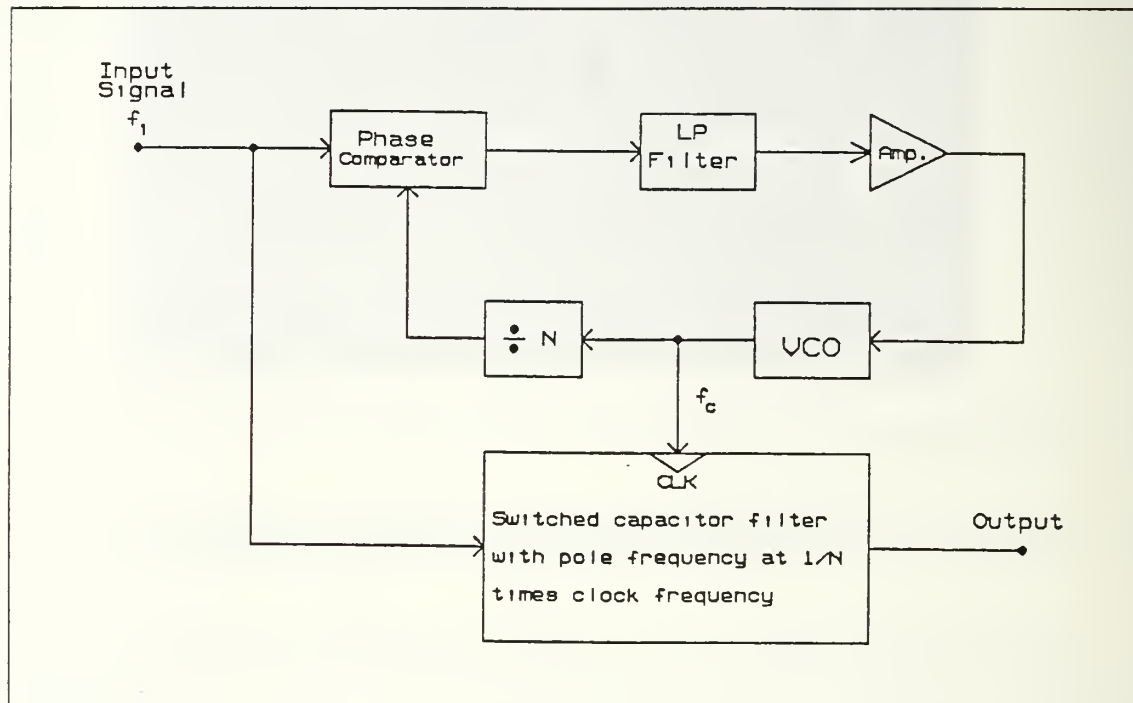 Input
Signal
f₁
Phase
Comparator
LP
Filter
Amp.
÷ N
VCO
f_c
CLK
Switched capacitor filter
with pole frequency at 1/N
times clock frequency
Output